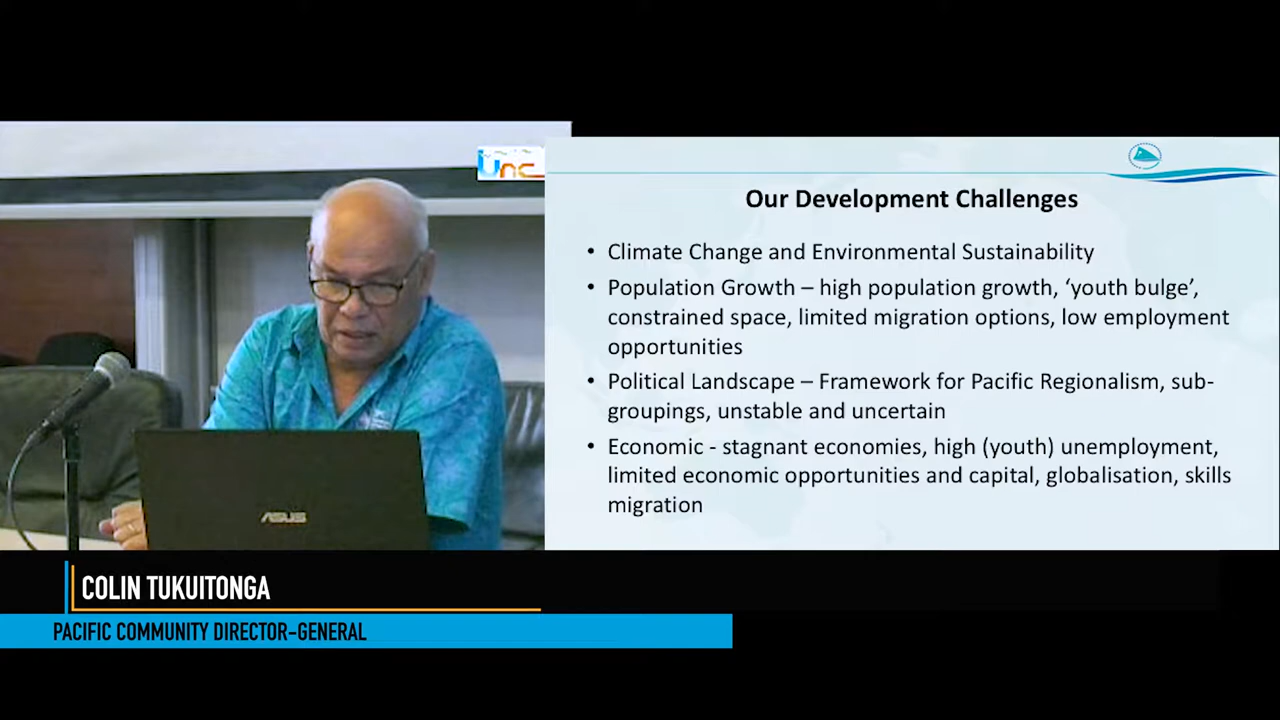 Unc
Our Development Challenges
• Climate Change and Environmental Sustainability
• Population Growth – high population growth, ‘youth bulge’,
constrained space, limited migration options, low employment
opportunities
• Political Landscape – Framework for Pacific Regionalism, sub-
groupings, unstable and uncertain
• Economic - stagnant economies, high (youth) unemployment,
limited economic opportunities and capital, globalisation, skills
migration
ASUS
COLIN TUKUITONGA
PACIFIC COMMUNITY DIRECTOR-GENERAL